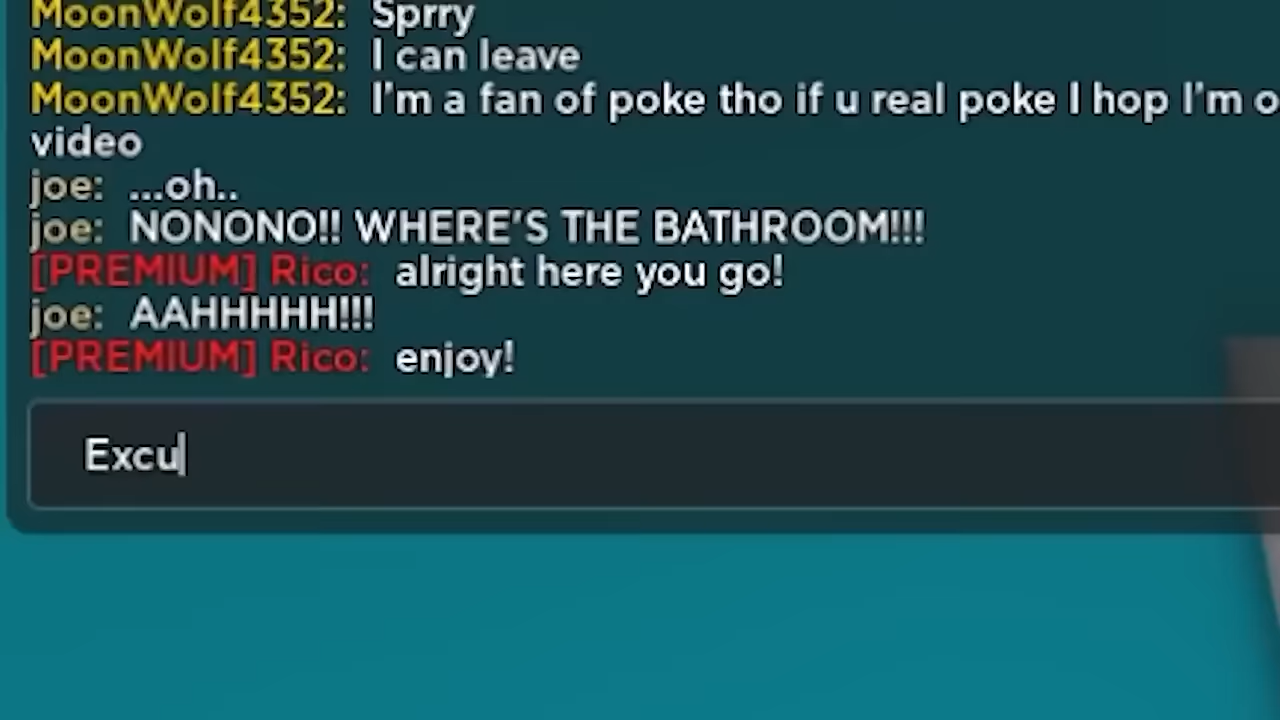 MoonWolf4352: Sprry
MoonWolf4352: I can leave
MoonWolf4352: I'm a fan of poke tho if u real poke I hop I'm
video
joe: ...oh..
joe: NONONO!! WHERE'S THE BATHROOM!!!
[PREMIUM] Rico: alright here you go!
joe: AAHHHHH!!!
[PREMIUM] Rico: enjoy!
Excu